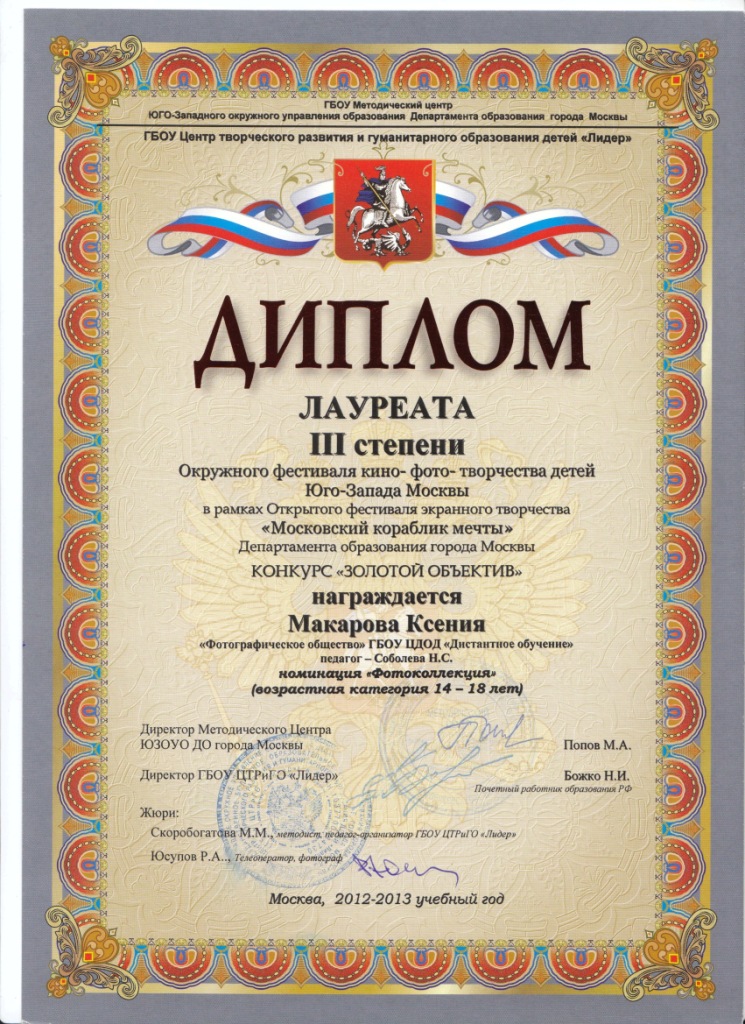 ГБОУ Методический центр
ЮГО-Западного окружного управления образования Департамента образования города Москвы
ГБОУ Центр творческого развития и гуманитарного образования детей «Лидер»
ДИПЛОМ
ЛАУРЕАТА
III степени
Окружного фестиваля кино- фото- творчества детей
Юго-Запада Москвы
в рамках Открытого фестиваля экранного творчества
«Московский кораблик мечты»
Департамента образования города Москвы
КОНКУРС «ЗОЛОТОЙ ОБЪЕКТИВ»
награждается
Макарова Ксения
«Фотографическое общество» ГБОУ ЦДОД «Дистантное обучение»
педагог – Соболева Н.С.
номинация «Фотоколлекция»
(возрастная категория 14 – 18 лет)
Директор Методического Центра
ЮЗОУО ДО города Москвы Попов М.А.
Директор ГБОУ ЦТРиГО «Лидер» Божко Н.И.
Почетный работник образования РФ
Жюри:
Скоробогатова М.М., методист, педагог-организатор ГБОУ ЦТРиГО «Лидер»
Юсупов Р.А.., Телеоператор, фотограф
Москва, 2012-2013 учебный год